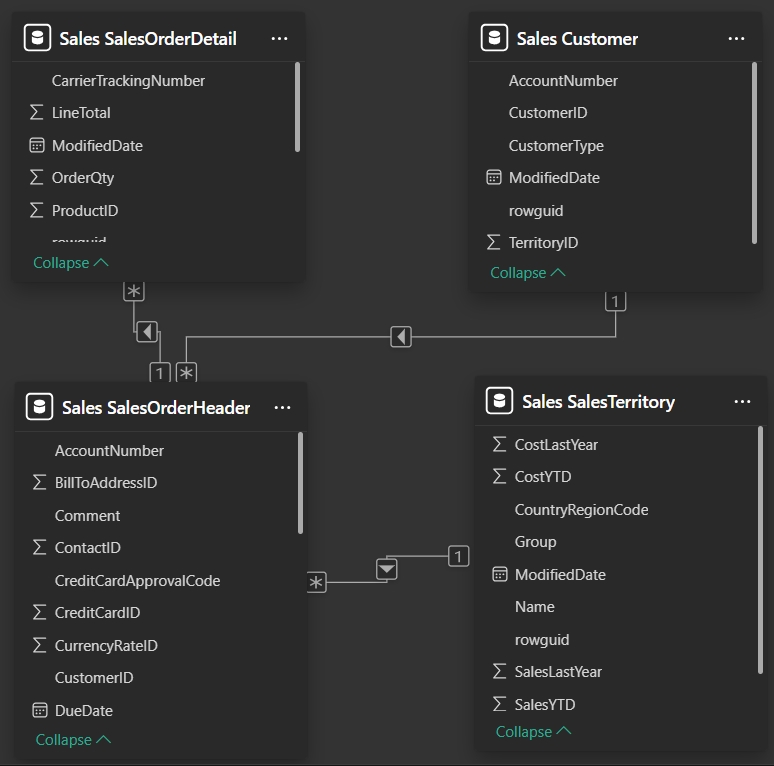 Sales SalesOrderDetail
CarrierTrackingNumber
LineTotal
ModifiedDate
OrderQty
ProductID
rowguid
Collapse
Sales Customer
AccountNumber
CustomerID
CustomerType
ModifiedDate
rowguid
TerritoryID
Collapse
*
1
1
*
Sales SalesOrderHeader
AccountNumber
BillToAddressID
Comment
ContactID
CreditCardApprovalCode
CreditCardID
CurrencyRateID
CustomerID
DueDate
Collapse
*
1
Sales SalesTerritory
CostLastYear
CostYTD
CountryRegionCode
Group
ModifiedDate
Name
rowguid
SalesLastYear
SalesYTD
Collapse